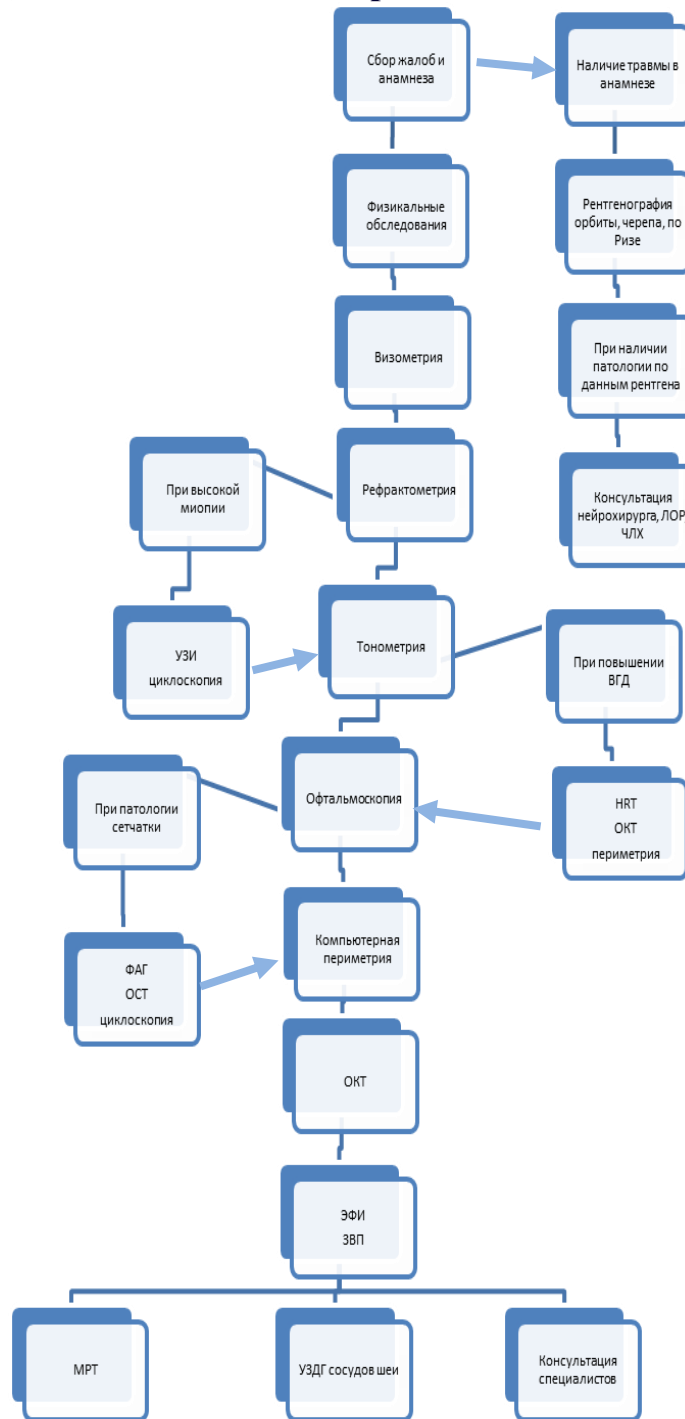 Сбор жалоб и
анамнеза
Наличие травмы в
анамнезе
Физикальные
обследования
Рентгенография
орбиты, черепа, по
Ризе
Визометрия
При наличии
патологии по
данным рентгена
При высокой
миопии
Рефрактометрия
Консультация
нейрохирурга, ЛОР
ЧЛХ
УЗИ
циклоскопия
Тонометрия
При повышении
ВГД
При патологии
сетчатки
Офтальмоскопия
HRT
ОКТ
периметрия
ФАГ
ОСТ
циклоскопия
Компьютерная
периметрия
ОКТ
ЭФИ
ЗВП
МРТ
УЗДГ сосудов шеи
Консультация
специалистов